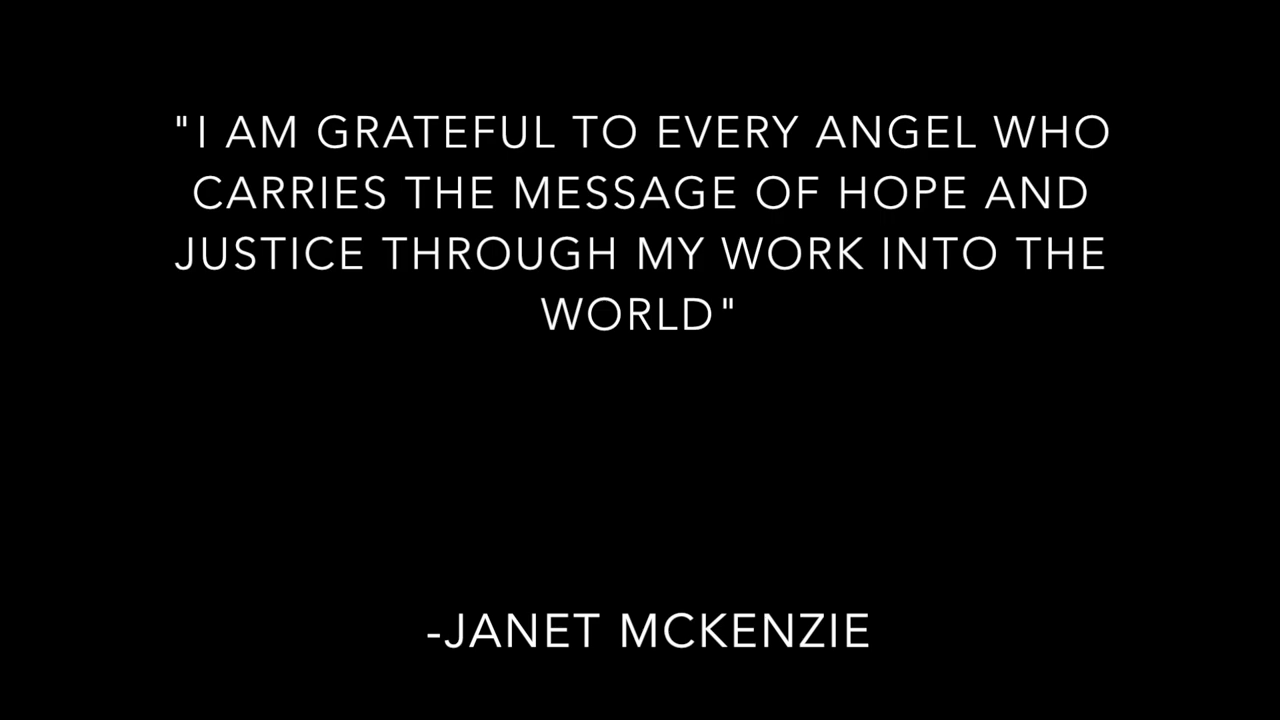 "I AM GRATEFUL TO EVERY ANGEL WHO
CARRIES THE MESSAGE OF HOPE AND
JUSTICE THROUGH MY WORK INTO THE
WORLD"
-JANET MCKENZIE